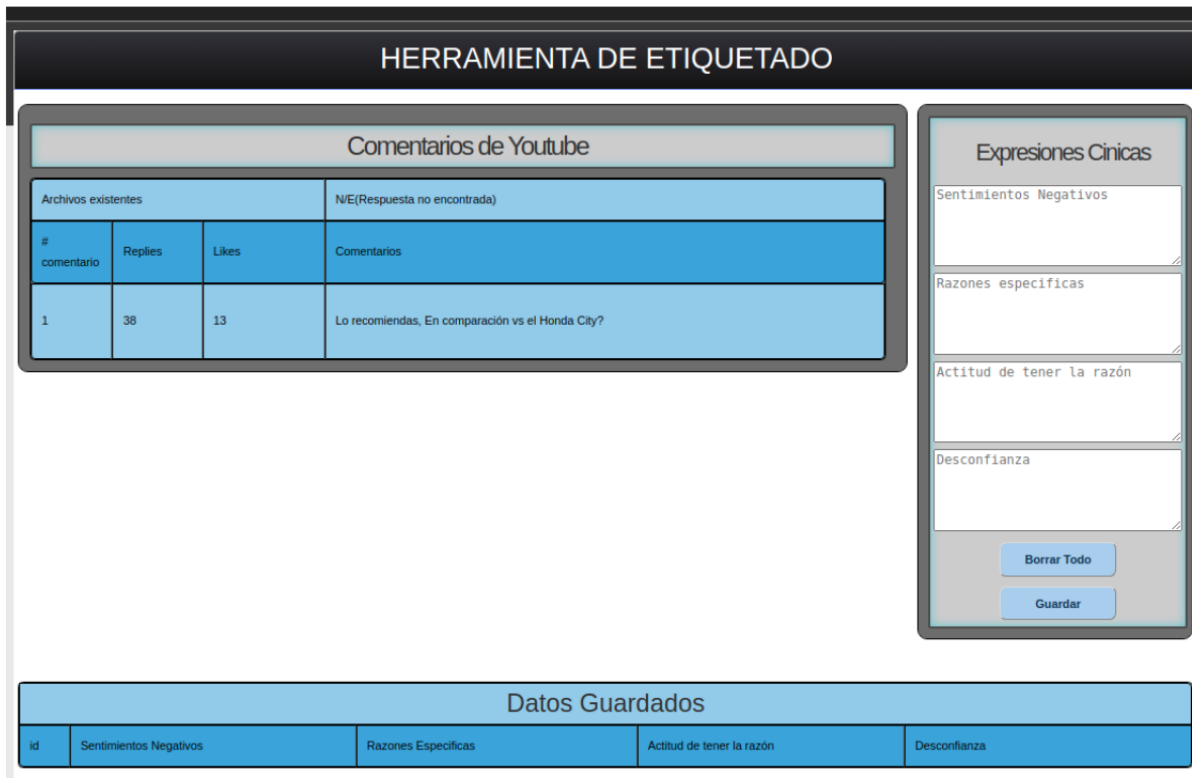 HERRAMIENTA DE ETIQUETADO
Comentarios de Youtube
Archivos existentes
N/E(Respuesta no encontrada)
#
comentario
Replies
Likes
Comentarios
1
38
13
Lo recomiendas, En comparación vs el Honda City?
Expresiones Cinicas
Sentimientos Negativos
Razones especificas
Actitud de tener la razón
Desconfianza
Borrar Todo
Guardar
Datos Guardados
id
Sentimientos Negativos
Razones Especificas
Actitud de tener la razón
Desconfianza